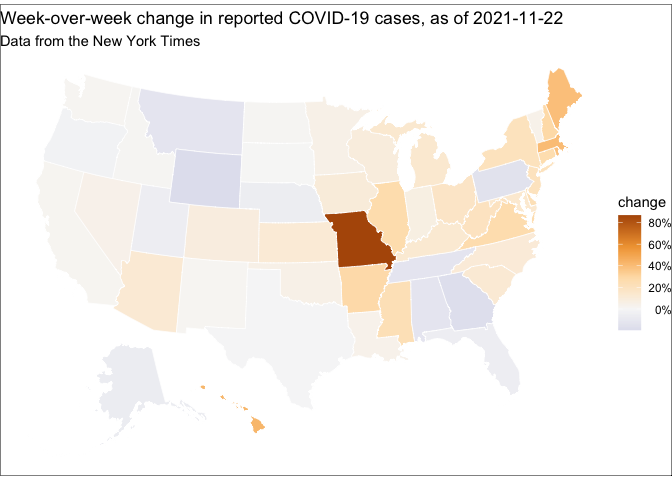 Week-over-week change in reported COVID-19 cases, as of 2021-11-22
Data from the New York Times
change
80%
60%
40%
20%
0%